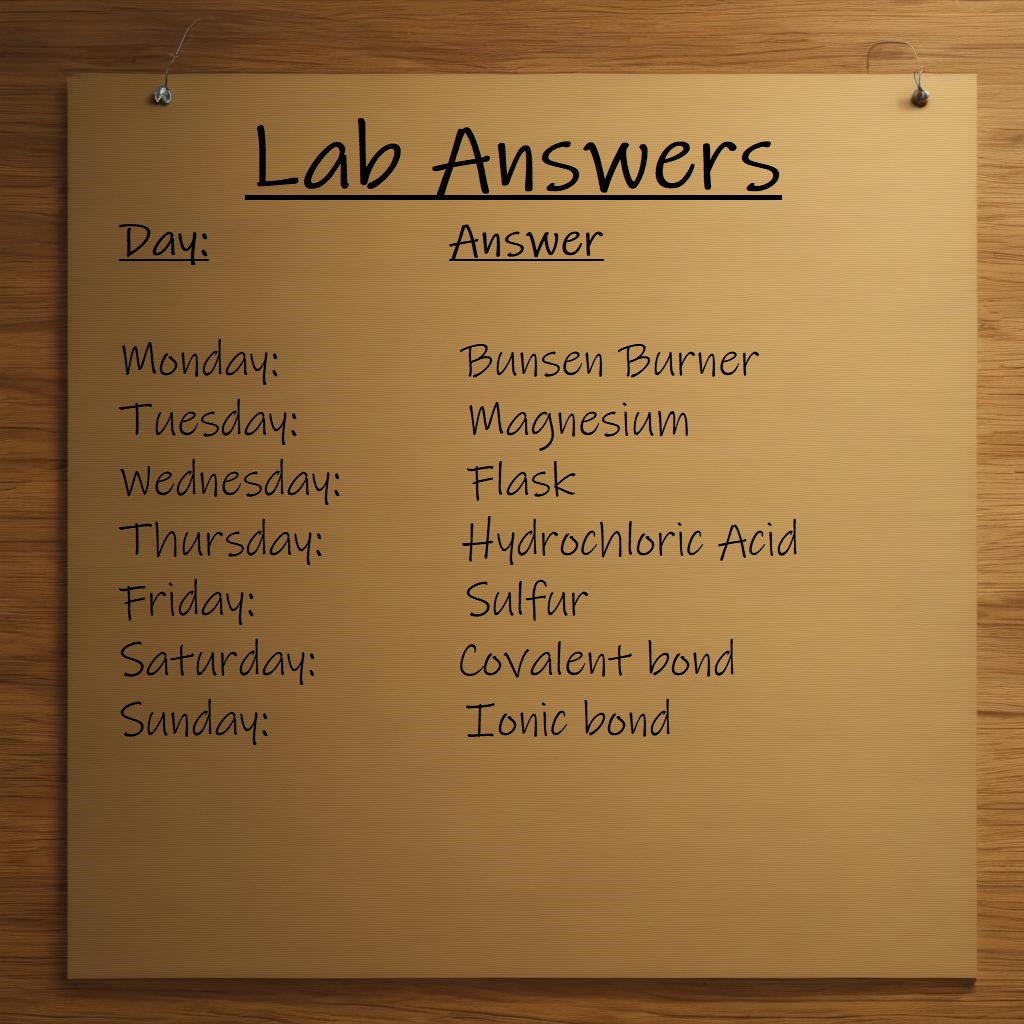 Lab Answers
Day: Answer
Monday: Bunsen Burner
Tuesday: Magnesium
Wednesday: Flask
Thursday: Hydrochloric Acid
Friday: Sulfur
Saturday: Covalent bond
Sunday: Ionic bond